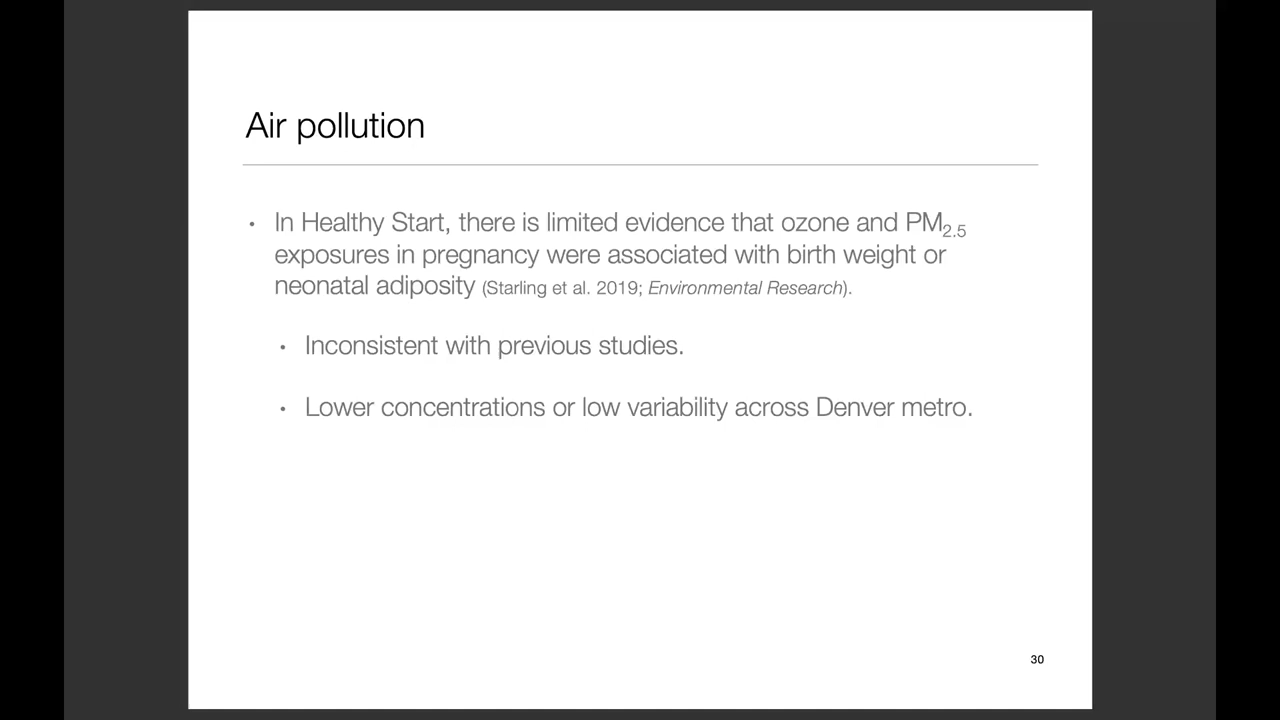 Air pollution
• In Healthy Start, there is limited evidence that ozone and PM2.5
exposures in pregnancy were associated with birth weight or
neonatal adiposity (Starling et al. 2019; Environmental Research).
• Inconsistent with previous studies.
• Lower concentrations or low variability across Denver metro.
30